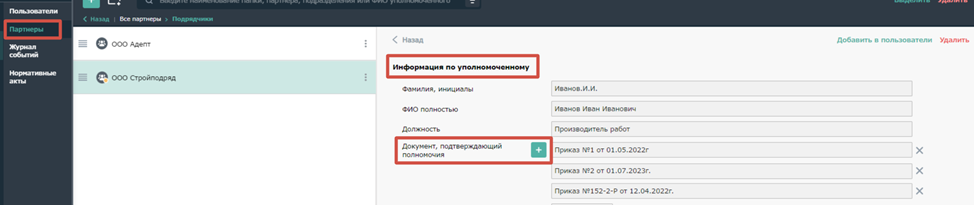 Пользователи
Введите наименование папки, партнера, подразделения или ФИО уполномоченного
Выделить
Удалить
Партнеры
Назад
Все партнеры
Подрядчики
Журнал
событий
Нормативные
акты
ООО Адепт
ООО Стройподряд
Назад
Добавить в пользователи
Удалить
Информация по уполномоченному
Фамилия, инициалы
Иванов.И.И.
ФИО полностью
Иванов Иван Иванович
Должность
Производитель работ
Документ, подтверждающий
полномочия
Приказ №1 от 01.05.2022г
Приказ №2 от 01.07.2023г.
Приказ №152-2-Р от 12.04.2022г.